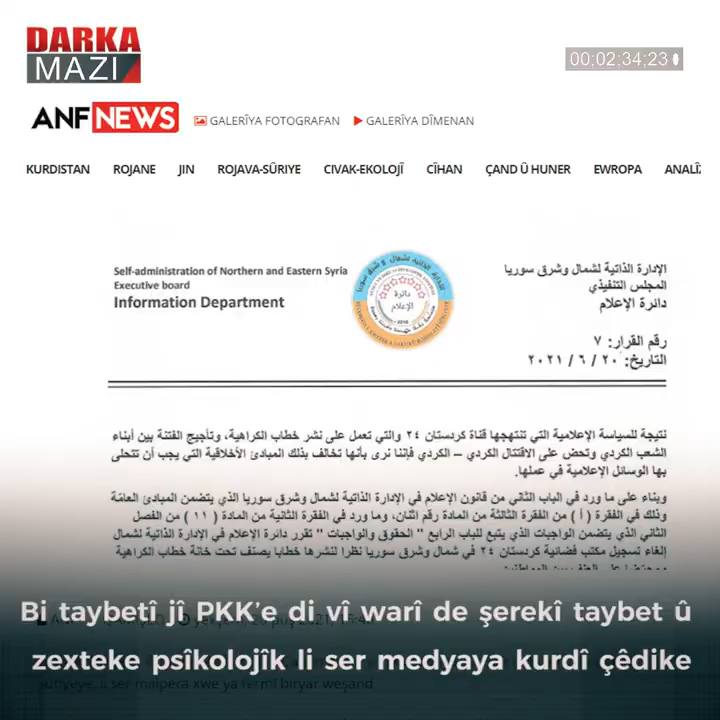 DARKA
MAZI
00;02;34;23
ANF NEWS
GALERÎYA FOTOGRAFAN
GALERÎYA DÎMENAN
KURDISTAN ROJANE JIN ROJAVA-SÛRIYE CIVAK-EKOLOJÎ CÎHAN ÇAND Û HUNER EWROPA
Self-administration of Northern and Eastern Syria
Executive board
Information Department
دائرة
الإعلام
الإدارة الذاتية لشمال وشرق سوريا
المجلس التنفيذي
دائرة الإعلام
رقم القرار: ٧
التاريخ: ٢٠ / ٦ / ٢٠٢١
نتيجة للسياسة الإعلامية التي تنتهجها قناة كردستان ٢٤ والتي تعمل على نشر خطاب الكراهية، وتأجيج الفتنة بين أبناء
الشعب الكردي وتحض على الاقتتال الكردي – الكردي فإننا نرى بأنها تخالف بذلك المبادئ الأخلاقية التي يجب أن تتحلى
بها الوسائل الإعلامية في عملها.
وبناء على ما ورد في الباب الثاني من قانون الإعلام في الإدارة الذاتية لشمال وشرق سوريا الذي يتضمن المبادئ العامة
وذلك في الفقرة ( أ ) من الفقرة الثالثة من المادة رقم اثنان، وما ورد في الفقرة الثانية من المادة ( ١١ ) من الفصل
الثاني الذي يتضمن الواجبات الذي يتبع للباب الرابع " الحقوق والواجبات " تقرر دائرة الإعلام في الإدارة الذاتية لشمال
إلغاء تسجيل مكتب فضائية كردستان ٢٤ في شمال وشرق سوريا نظرا لنشرها خطابا يصنف تحت خانة خطاب الكراهية
Bi taybetî jî PKK'e di vî warî de şerekî taybet û
zexteke psîkolojîk li ser medyaya kurdî çêdike